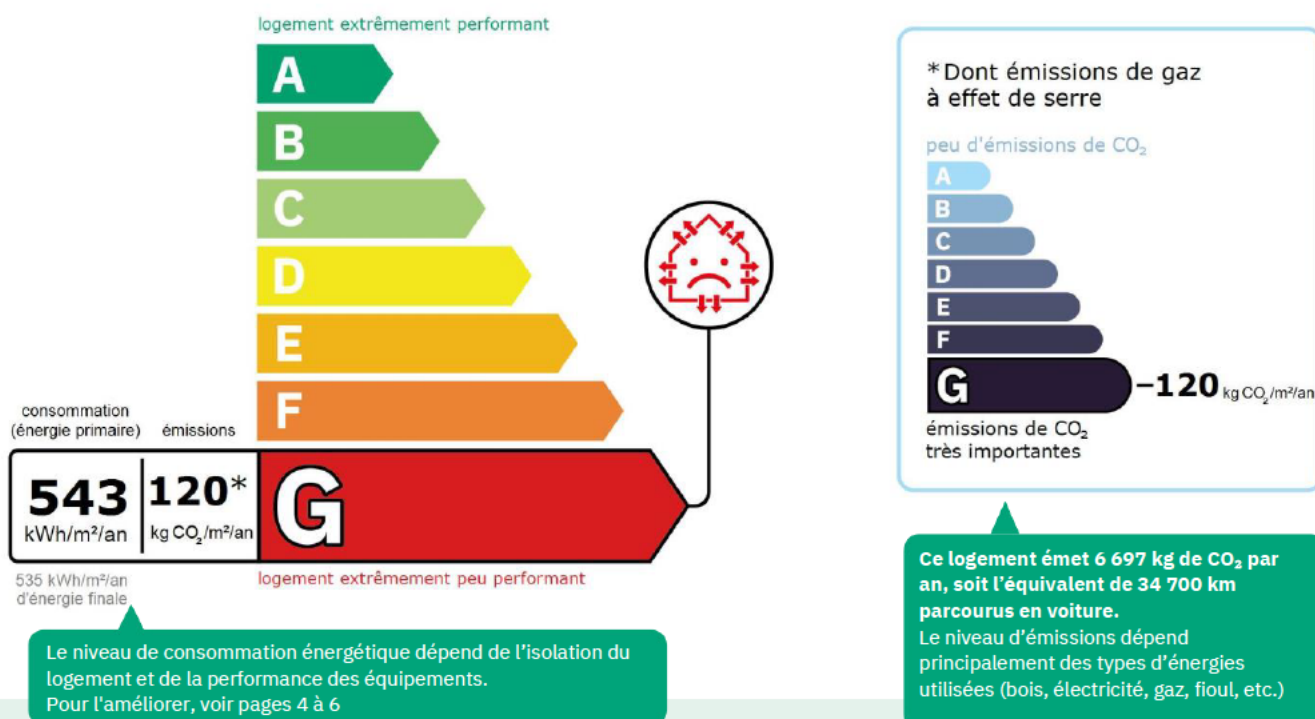 logement extrêmement performant
A
B
C
D
E
F
consommation
(énergie primaire)
émissions
543
kWh/m²/an
120*
kg CO₂/m²/an
G
535 kWh/m²/an
d'énergie finale
logement extrêmement peu performant
Le niveau de consommation énergétique dépend de l'isolation du
logement et de la performance des équipements.
Pour l'améliorer, voir pages 4 à 6
*Dont émissions de gaz
à effet de serre
peu d'émissions de CO₂
A
B
C
D
E
F
G
–120 kg CO₂/m²/an
émissions de CO₂
très importantes
Ce logement émet 6 697 kg de CO₂ par
an, soit l'équivalent de 34 700 km
parcourus en voiture.
Le niveau d'émissions dépend
principalement des types d'énergies
utilisées (bois, électricité, gaz, fioul, etc.)